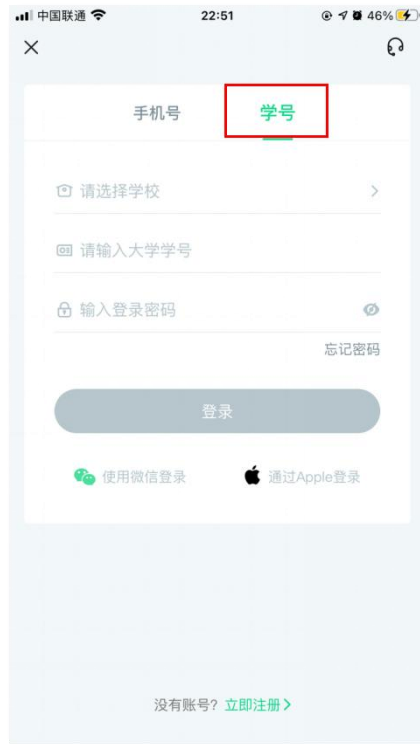 中国联通 22:51 46%
手机号 学号
请选择学校
请输入大学学号
输入登录密码
忘记密码
登录
使用微信登录 通过Apple登录
没有账号? 立即注册